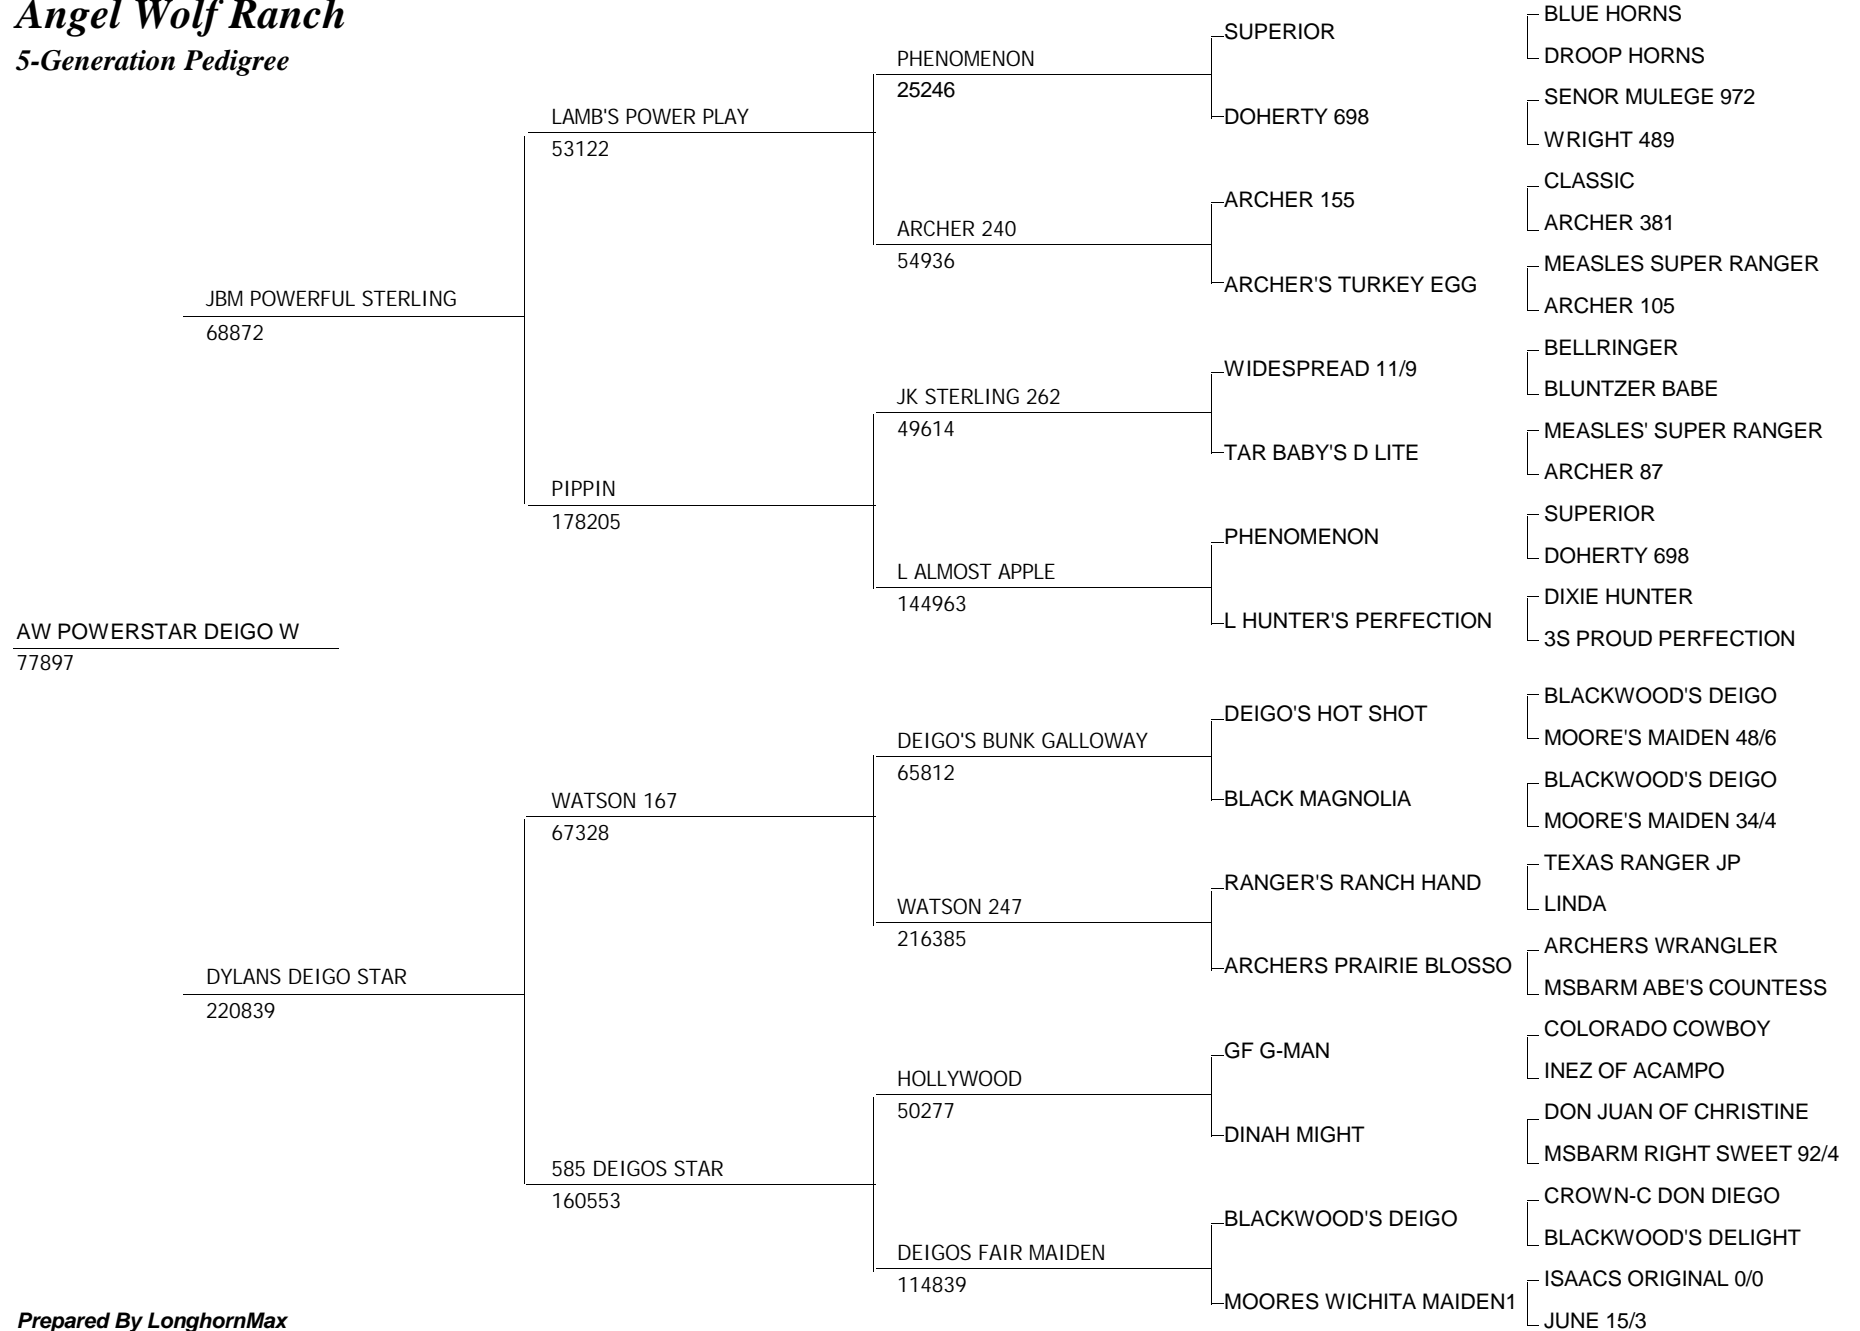 Angel Wolf Ranch
5-Generation Pedigree
AW POWERSTAR DEIGO W
77897
JBM POWERFUL STERLING
68872
DYLANS DEIGO STAR
220839
LAMB'S POWER PLAY
53122
PIPPIN
178205
WATSON 167
67328
585 DEIGOS STAR
160553
PHENOMENON
25246
ARCHER 240
54936
JK STERLING 262
49614
L ALMOST APPLE
144963
DEIGO'S BUNK GALLOWAY
65812
WATSON 247
216385
HOLLYWOOD
50277
DEIGOS FAIR MAIDEN
114839
SUPERIOR
DOHERTY 698
ARCHER 155
ARCHER'S TURKEY EGG
WIDESPREAD 11/9
TAR BABY'S D LITE
PHENOMENON
L HUNTER'S PERFECTION
DEIGO'S HOT SHOT
BLACK MAGNOLIA
RANGER'S RANCH HAND
ARCHERS PRAIRIE BLOSSO
GF G-MAN
DINAH MIGHT
BLACKWOOD'S DEIGO
MOORES WICHITA MAIDEN1
BLUE HORNS
DROOP HORNS
SENOR MULEGE 972
WRIGHT 489
CLASSIC
ARCHER 381
MEASLES SUPER RANGER
ARCHER 105
BELLRINGER
BLUNTZER BABE
MEASLES' SUPER RANGER
ARCHER 87
SUPERIOR
DOHERTY 698
DIXIE HUNTER
3S PROUD PERFECTION
BLACKWOOD'S DEIGO
MOORE'S MAIDEN 48/6
BLACKWOOD'S DEIGO
MOORE'S MAIDEN 34/4
TEXAS RANGER JP
LINDA
ARCHERS WRANGLER
MSBARM ABE'S COUNTESS
COLORADO COWBOY
INEZ OF ACAMPO
DON JUAN OF CHRISTINE
MSBARM RIGHT SWEET 92/4
CROWN-C DON DIEGO
BLACKWOOD'S DELIGHT
ISAACS ORIGINAL 0/0
JUNE 15/3
Prepared By LonghornMax